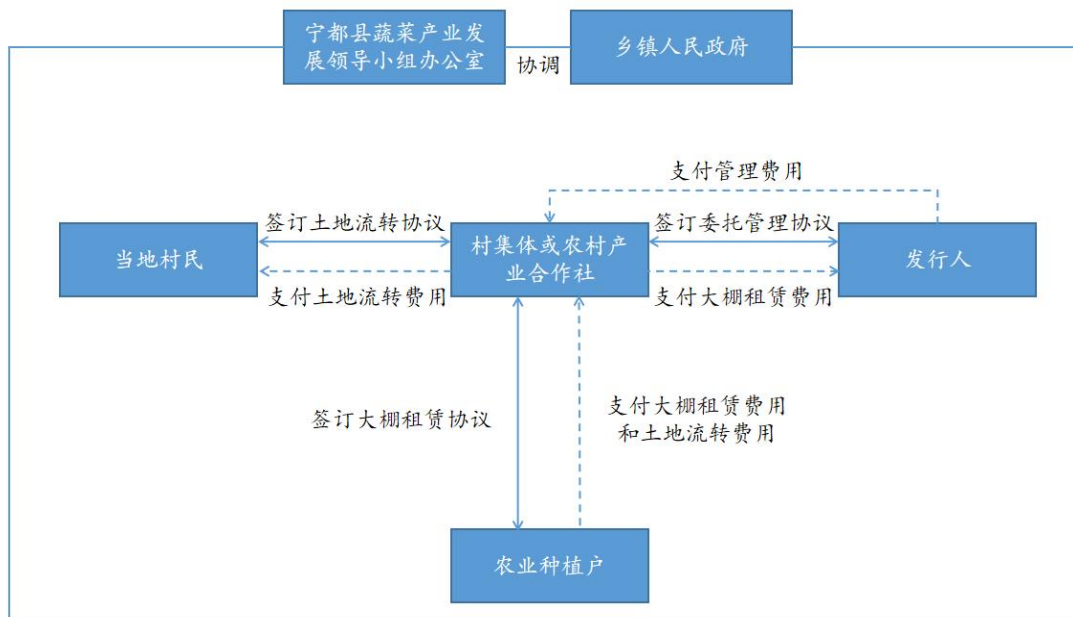 宁都县蔬菜产业发
展领导小组办公室
协调
乡镇人民政府
支付管理费用
签订土地流转协议
签订委托管理协议
当地村民
村集体或农村产
业合作社
发行人
支付土地流转费用
支付大棚租赁费用
签订大棚租赁协议
支付大棚租赁费用
和土地流转费用
农业种植户